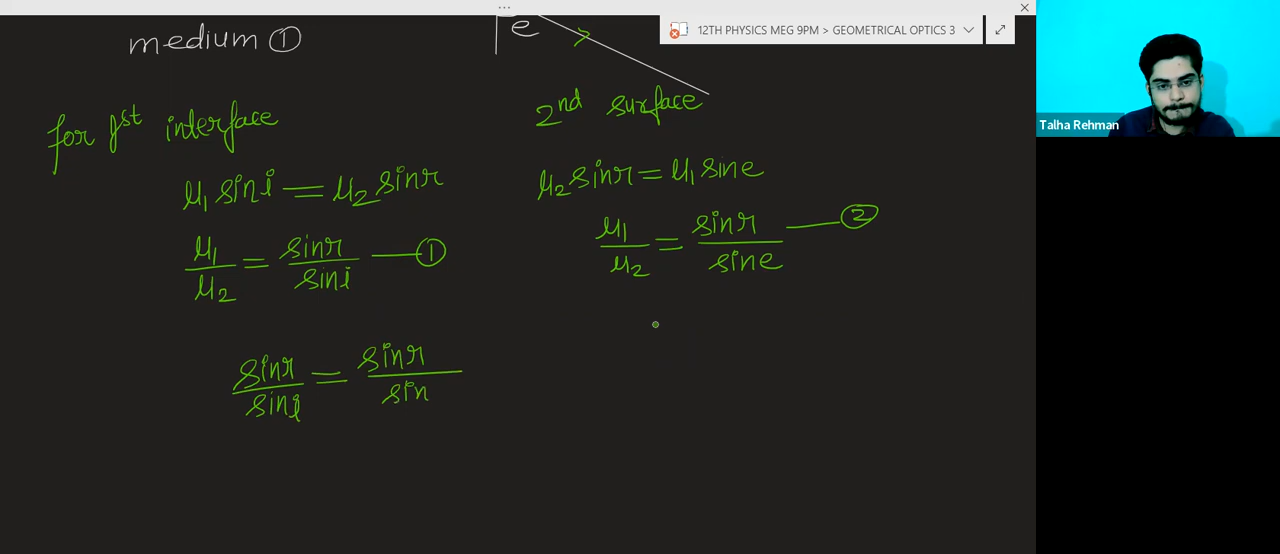 ...
12TH PHYSICS MEG 9PM > GEOMETRICAL OPTICS 3
medium ①
e
Talha Rehman
for 1st interface
μ₁ sin i = μ₂ sin r
μ₁/μ₂ = sin r/sin i — ①
2nd surface
μ₂ sin r = μ₁ sin e
μ₁/μ₂ = sin r/sin e — ②
sin r/sin i = sin r/sin